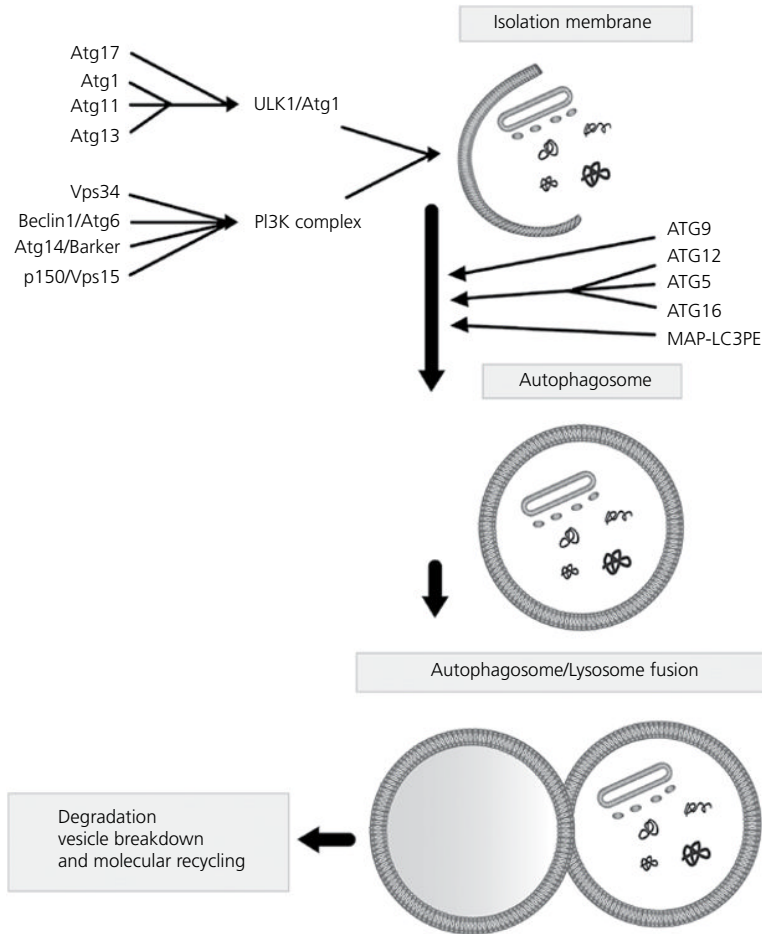 Isolation membrane
Atg17
Atg1
Atg11
Atg13
ULK1/Atg1
Vps34
Beclin1/Atg6
Atg14/Barker
p150/Vps15
Pl3K complex
ATG9
ATG12
ATG5
ATG16
MAP-LC3PE
Autophagosome
Autophagosome/Lysosome fusion
Degradation
vesicle breakdown
and molecular recycling